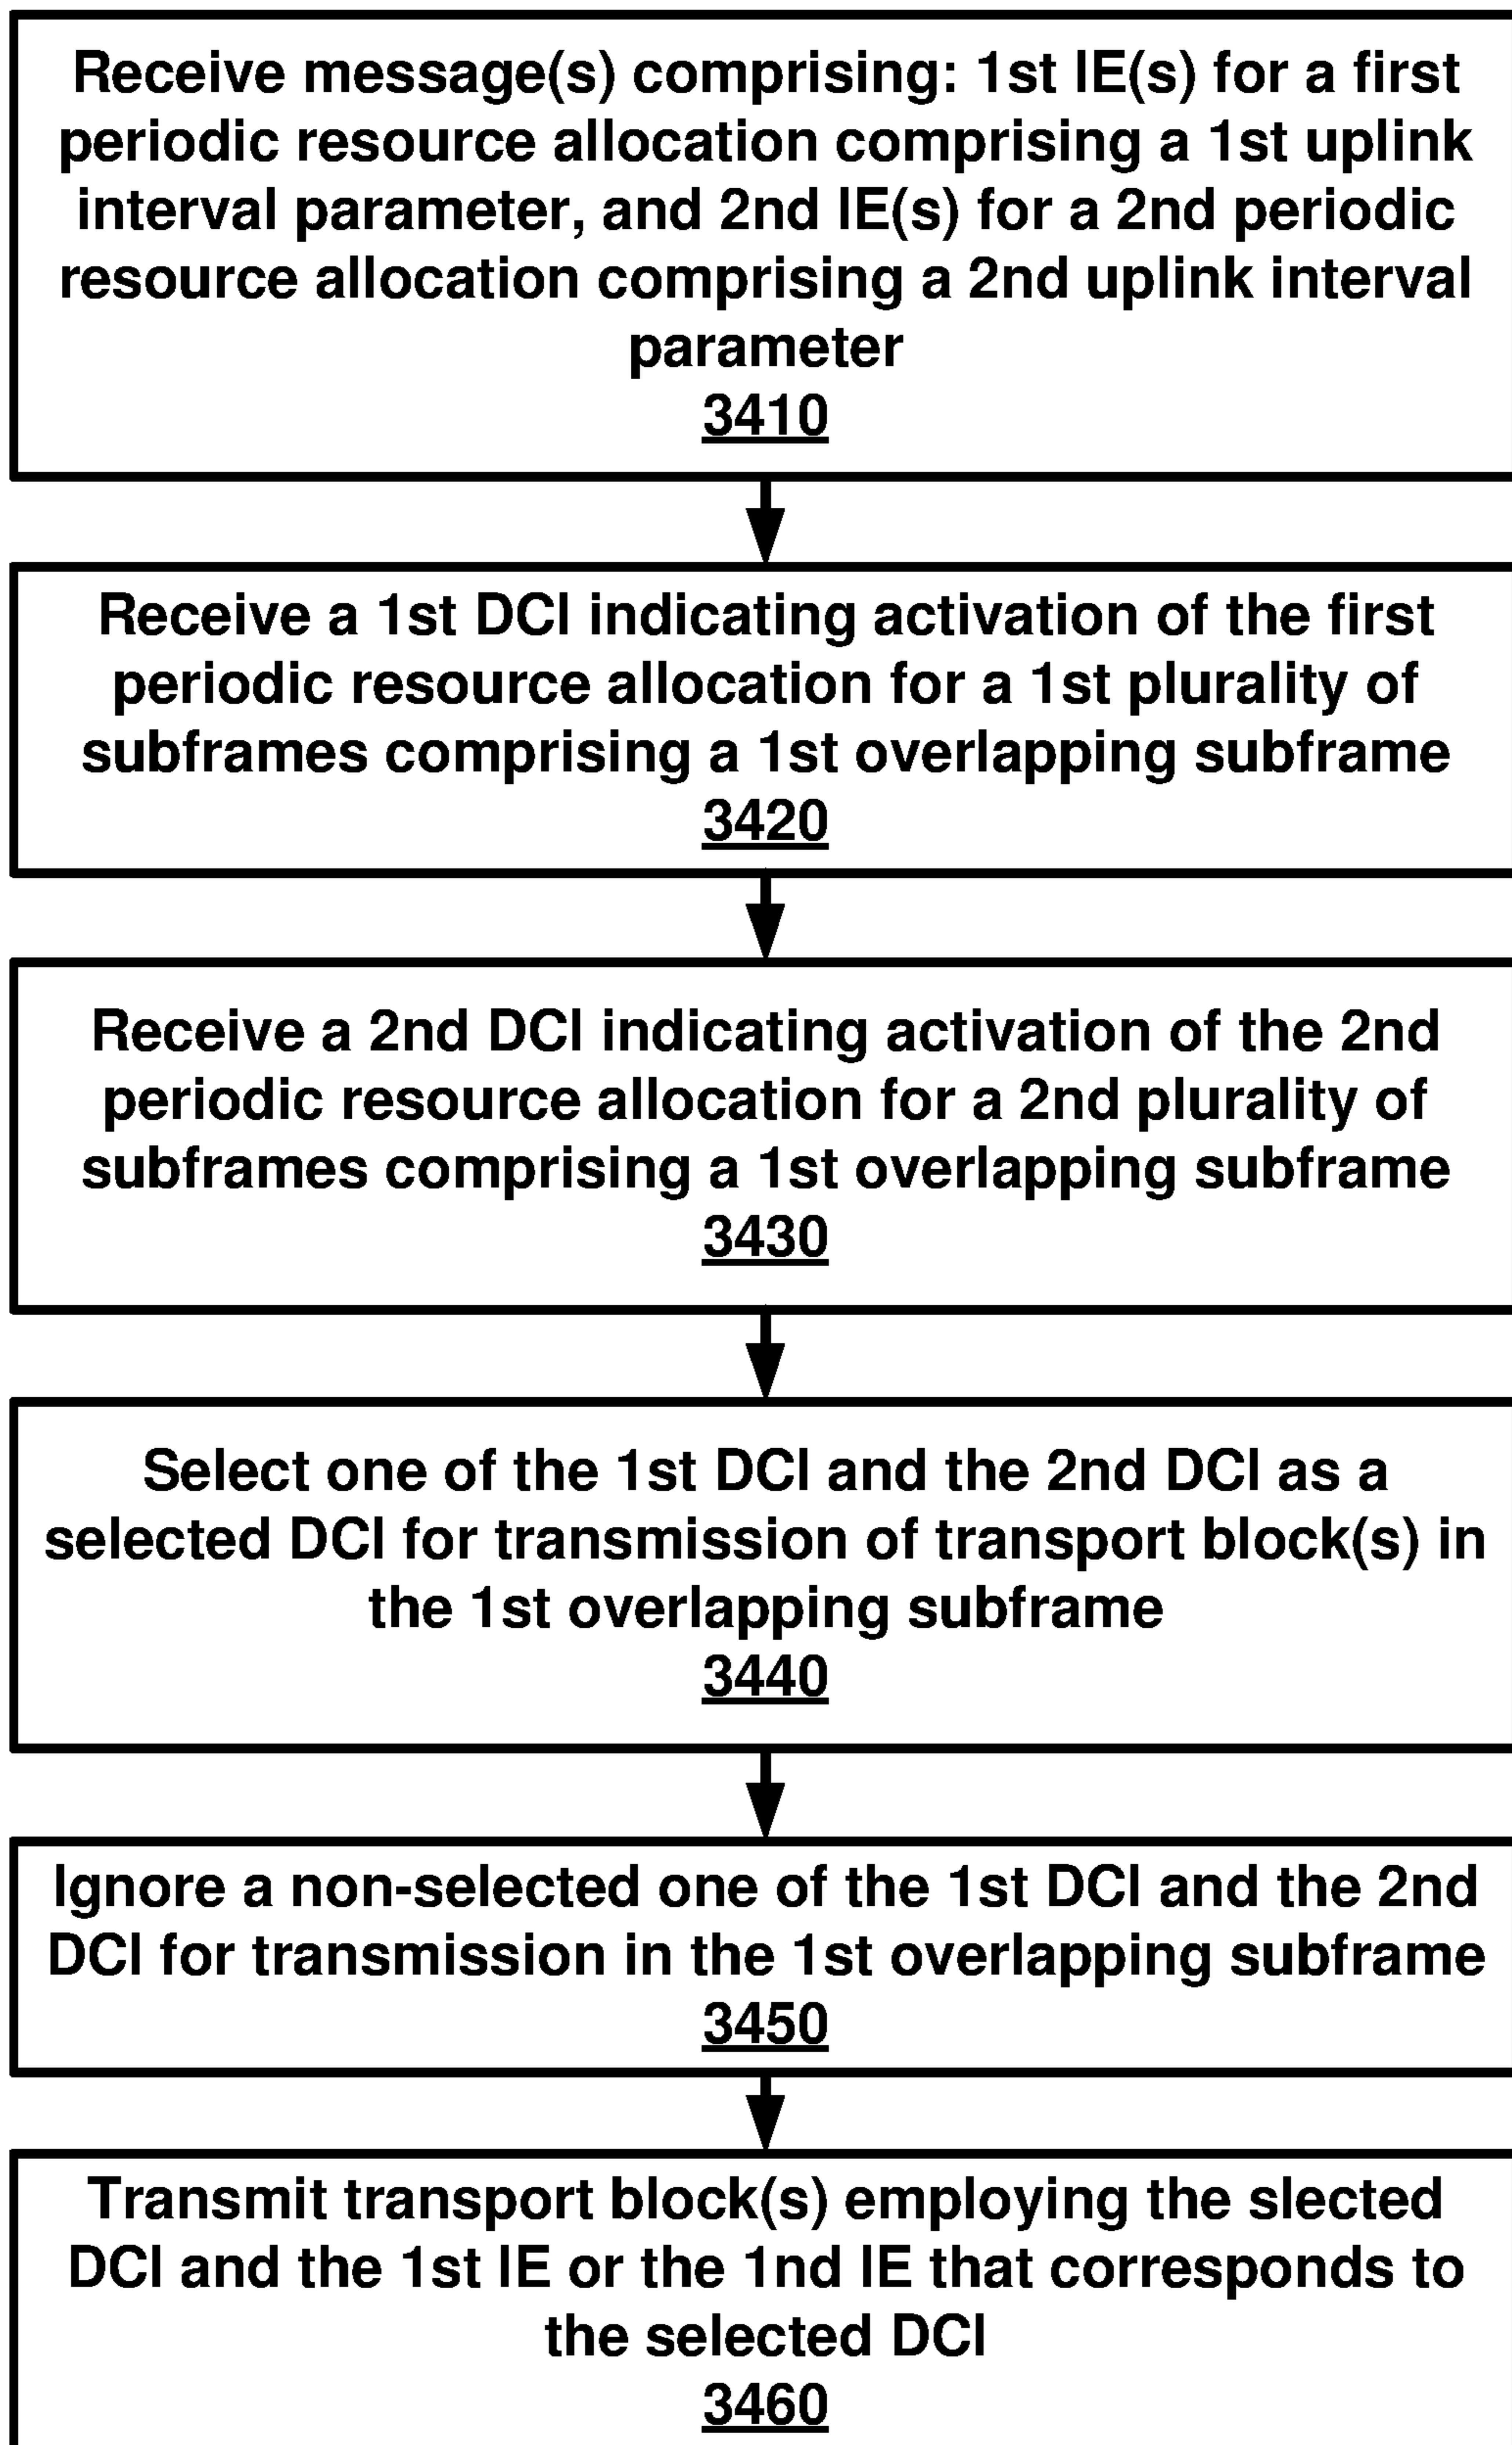 Receive message(s) comprising: 1st IE(s) for a first
periodic resource allocation comprising a 1st uplink
interval parameter, and 2nd IE(s) for a 2nd periodic
resource allocation comprising a 2nd uplink interval
parameter
3410
Receive a 1st DCI indicating activation of the first
periodic resource allocation for a 1st plurality of
subframes comprising a 1st overlapping subframe
3420
Receive a 2nd DCI indicating activation of the 2nd
periodic resource allocation for a 2nd plurality of
subframes comprising a 1st overlapping subframe
3430
Select one of the 1st DCI and the 2nd DCI as a
selected DCI for transmission of transport block(s) in
the 1st overlapping subframe
3440
Ignore a non-selected one of the 1st DCI and the 2nd
DCI for transmission in the 1st overlapping subframe
3450
Transmit transport block(s) employing the slected
DCI and the 1st IE or the 1nd IE that corresponds to
the selected DCI
3460